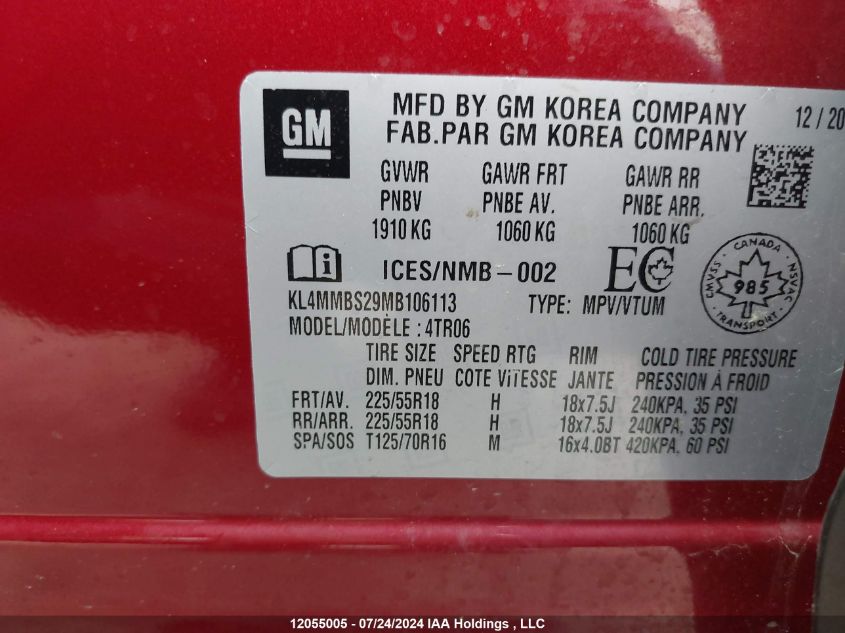 GM
MFD BY GM KOREA COMPANY 12/20
FAB.PAR GM KOREA COMPANY
GVWR GAWR FRT GAWR RR
PNBV PNBE AV. PNBE ARR.
1910 KG 1060 KG 1060 KG
ICES/NMB-002 EC
CANADA CMVSS NSVAC 985 TRANSPORT
KL4MMBS29MB106113 TYPE: MPV/VTUM
MODEL/MODÈLE : 4TR06
TIRE SIZE SPEED RTG RIM COLD TIRE PRESSURE
DIM. PNEU COTE ViTESSE JANTE PRESSION À FROID
FRT/AV. 225/55R18 H 18x7.5J 240KPA, 35 PSI
RR/ARR. 225/55R18 H 18x7.5J 240KPA, 35 PSI
SPA/SOS T125/70R16 M 16x4.0BT 420KPA, 60 PSI
12055005 - 07/24/2024 IAA Holdings , LLC